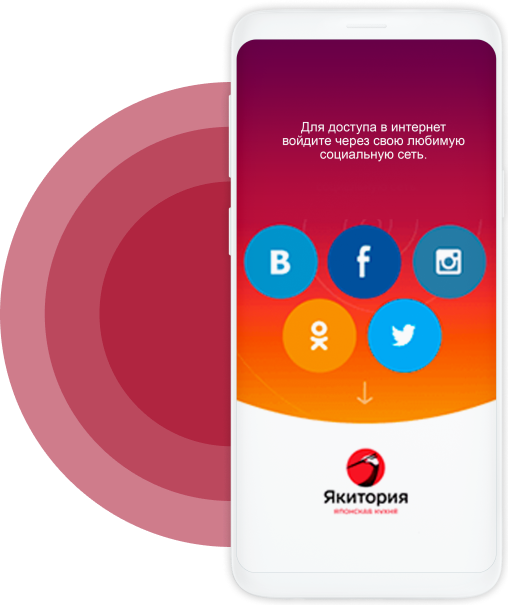 Для доступа в интернет
войдите через свою любимую
социальную сеть.
В f
Якитория
ЯПОНСКАЯ КУХНЯ